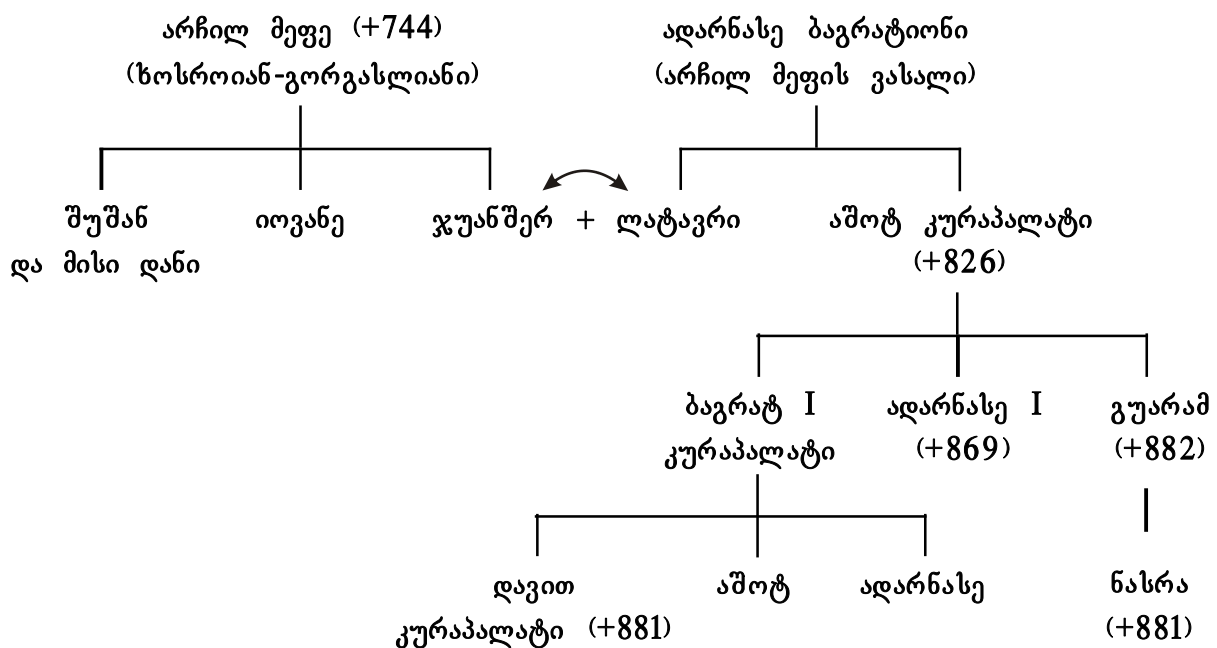 არჩილ მეფე (+744)
(ხოსროიან-გორგასლიანი)
ადარნასე ბაგრატიონი
(არჩილ მეფის ვასალი)
შუშან
და მისი დანი
იოვანე
ჯუანშერ + ლატავრი
აშოტ კურაპალატი
(+826)
ბაგრატ I
კურაპალატი
ადარნასე I
(+869)
გუარამ
(+882)
დავით
კურაპალატი (+881)
აშოტ
ადარნასე
ნასრა
(+881)